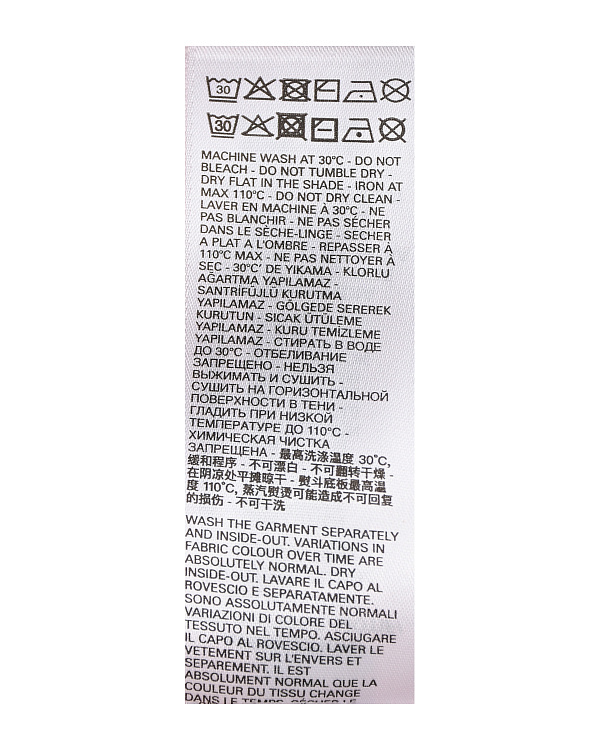 30
30
MACHINE WASH AT 30°C - DO NOT
BLEACH - DO NOT TUMBLE DRY -
DRY FLAT IN THE SHADE - IRON AT
MAX 110°C - DO NOT DRY CLEAN -
LAVER EN MACHINE À 30°C - NE
PAS BLANCHIR - NE PAS SÉCHER
DANS LE SÈCHE-LINGE - SECHER
A PLAT A L'OMBRE - REPASSER À
110°C MAX - NE PAS NETTOYER À
SEC - 30°C' DE YIKAMA - KLORLU
AĞARTMA YAPILAMAZ -
SANTRİFÜJLÜ KURUTMA
YAPILAMAZ - GÖLGEDE SEREREK
KURUTUN - SICAK ÜTÜLEME
YAPILAMAZ - KURU TEMİZLEME
YAPILAMAZ - СТИРАТЬ В ВОДЕ
ДО 30°C - ОТБЕЛИВАНИЕ
ЗАПРЕЩЕНО - НЕЛЬЗЯ
ВЫЖИМАТЬ И СУШИТЬ -
СУШИТЬ НА ГОРИЗОНТАЛЬНОЙ
ПОВЕРХНОСТИ В ТЕНИ -
ГЛАДИТЬ ПРИ НИЗКОЙ
ТЕМПЕРАТУРЕ ДО 110°C -
ХИМИЧЕСКАЯ ЧИСТКА
ЗАПРЕЩЕНА - 最高洗涤温度 30°C,
缓和程序 - 不可漂白 - 不可翻转干燥 -
在阴凉处平摊晾干 - 熨斗底板最高温
度 110°C, 蒸汽熨烫可能造成不可回复
的损伤 - 不可干洗
WASH THE GARMENT SEPARATELY
AND INSIDE-OUT. VARIATIONS IN
FABRIC COLOUR OVER TIME ARE
ABSOLUTELY NORMAL. DRY
INSIDE-OUT. LAVARE IL CAPO AL
ROVESCIO E SEPARATAMENTE.
SONO ASSOLUTAMENTE NORMALI
VARIAZIONI DI COLORE DEL
TESSUTO NEL TEMPO. ASCIUGARE
IL CAPO AL ROVESCIO. LAVER LE
VETEMENT SUR L'ENVERS ET
SEPAREMENT. IL EST
ABSOLUMENT NORMAL QUE LA
COULEUR DU TISSU CHANGE
DANS LE TEMPS. SÉCHER LE